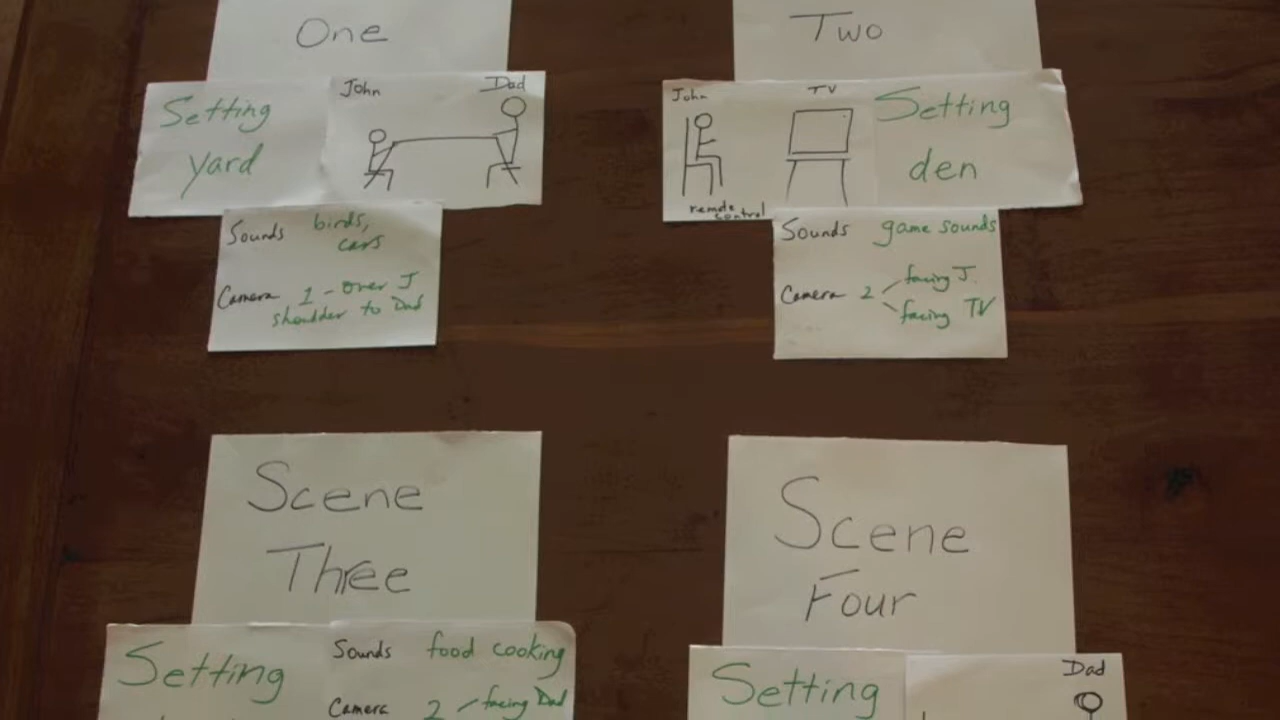 One
Setting
yard
John Dad
Sounds birds,
cars
Camera 1 - over J
shoulder to Dad
Two
John TV
remote
control
Setting
den
Sounds game sounds
Camera 2 facing J.
facing TV
Scene
Three
Setting
Sounds food cooking
Camera 2 facing Dad
Scene
Four
Setting
Dad